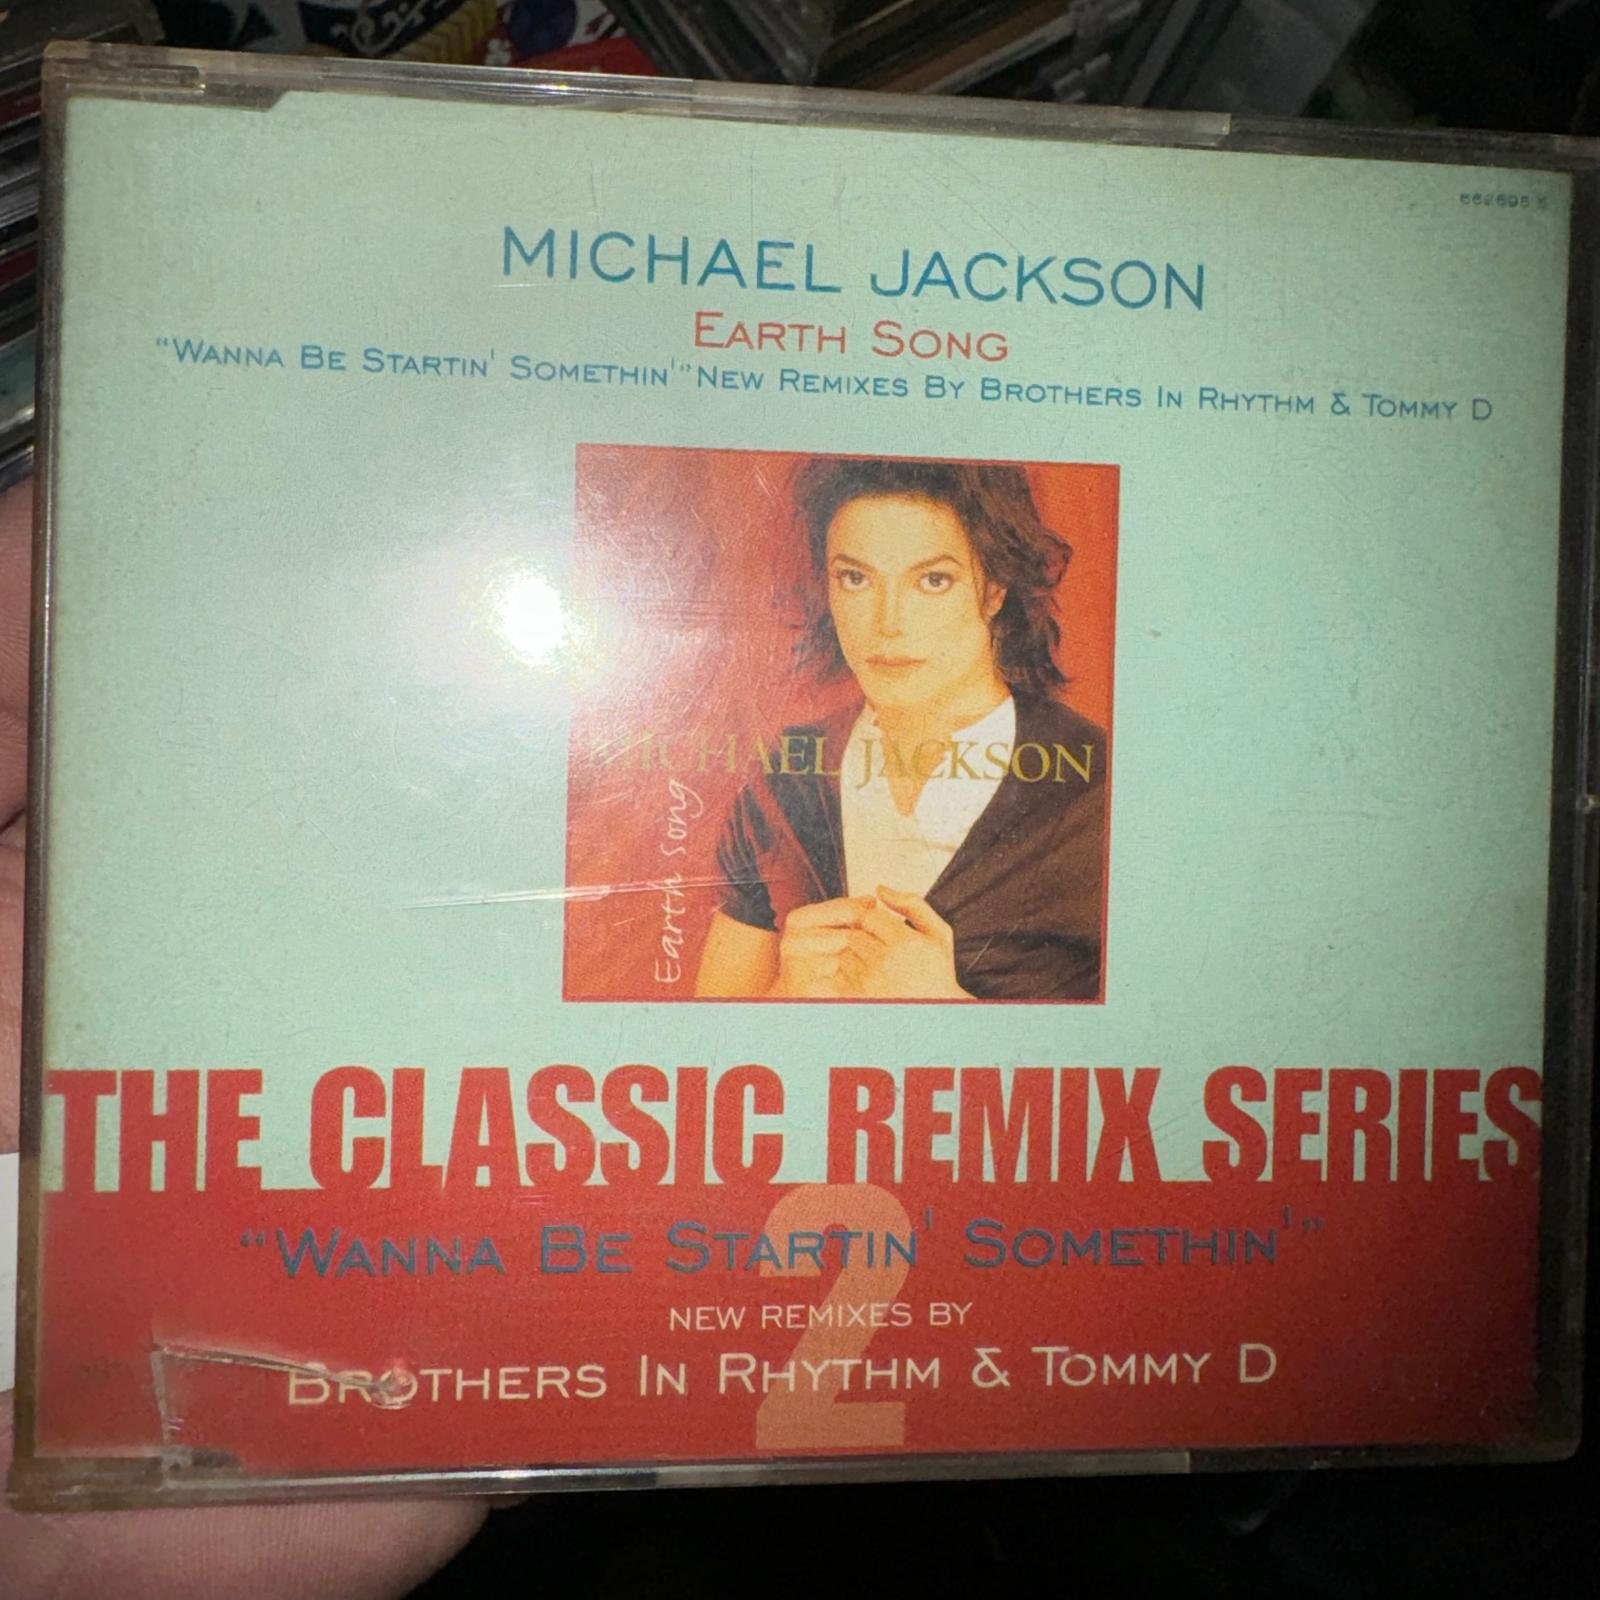 MICHAEL JACKSON
EARTH SONG
"WANNA BE STARTIN' SOMETHIN'" NEW REMIXES BY BROTHERS IN RHYTHM & TOMMY D
MICHAEL JACKSON
Earth Song
THE CLASSIC REMIX SERIES
2
"WANNA BE STARTIN' SOMETHIN'"
NEW REMIXES BY
BROTHERS IN RHYTHM & TOMMY D